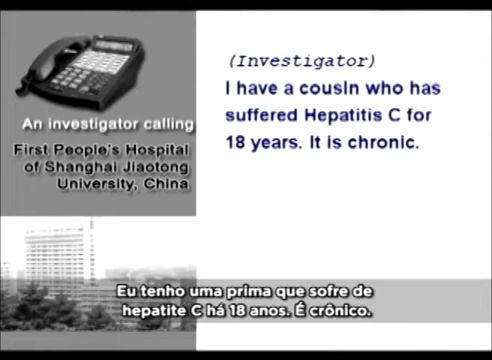 An investigator calling
First People's Hospital
of Shanghai Jiaotong
University, China
(Investigator)
I have a cousin who has
suffered Hepatitis C for
18 years. It is chronic.
Eu tenho uma prima que sofre de
hepatite C há 18 anos. É crônico.